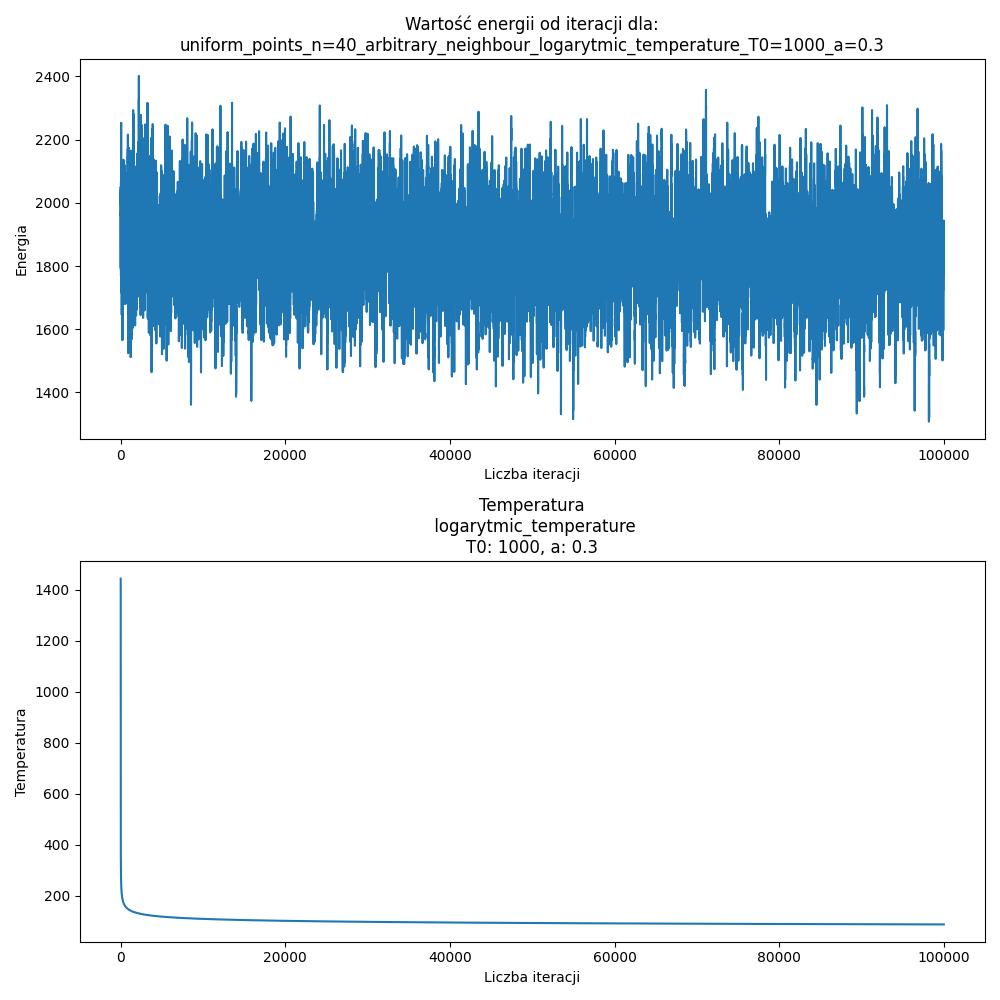 Wartość energii od iteracji dla:
uniform_points_n=40_arbitrary_neighbour_logarytmic_temperature_T0=1000_a=0.3
2400
2200
2000
1800
1600
1400
Energia
0 20000 40000 60000 80000 100000
Liczba iteracji
Temperatura
logarytmic_temperature
T0: 1000, a: 0.3
1400
1200
1000
800
600
400
200
Temperatura
0 20000 40000 60000 80000 100000
Liczba iteracji